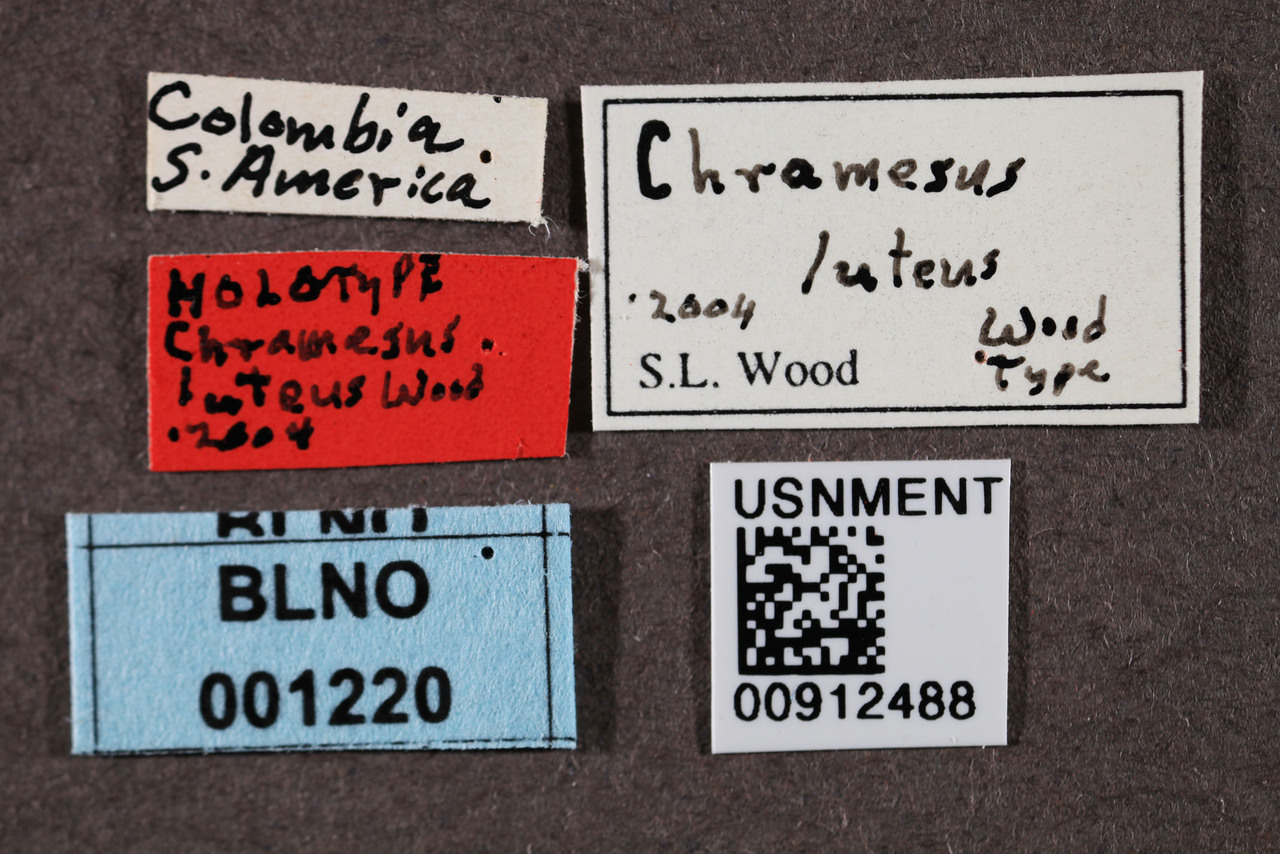 Colombia.
S. America
Chramesus
luteus
2004
Wood
S.L. Wood
Type
HOLOTYPE
Chramesus
luteus Wood
2004
BLNO
001220
USNMENT
00912488